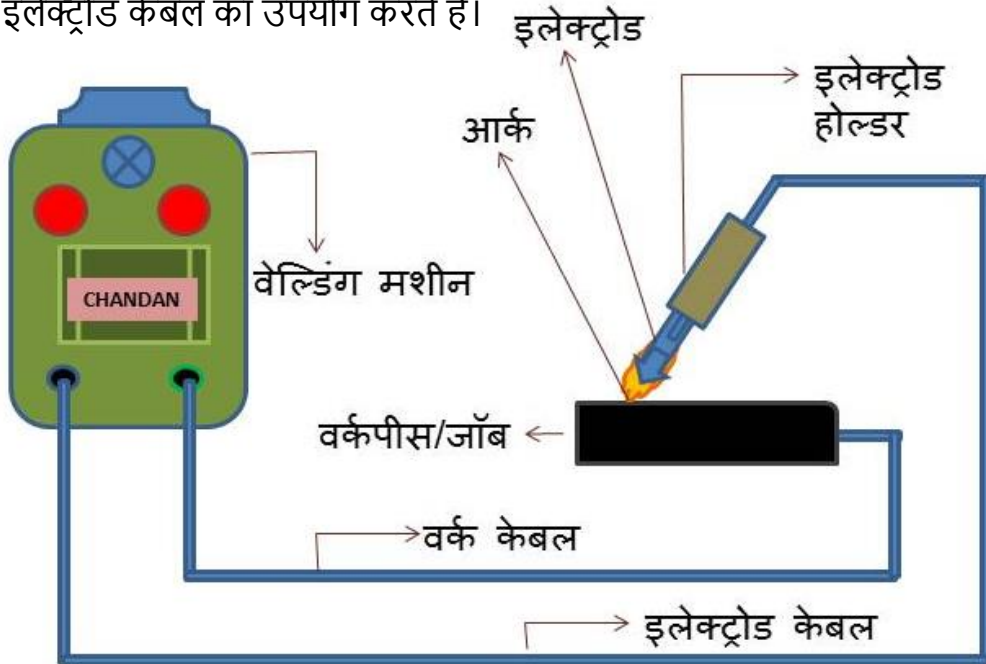 इलेक्ट्रोड केबल का उपयोग करते हैं।
इलेक्ट्रोड
इलेक्ट्रोड
होल्डर
आर्क
वेल्डिंग मशीन
CHANDAN
वर्कपीस/जॉब
वर्क केबल
इलेक्ट्रोड केबल